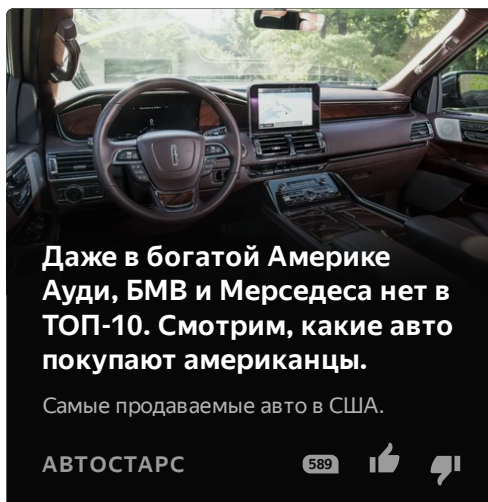 Даже в богатой Америке
Ауди, БМВ и Мерседеса нет в
ТОП-10. Смотрим, какие авто
покупают американцы.
Самые продаваемые авто в США.
АВТОСТАРС
589